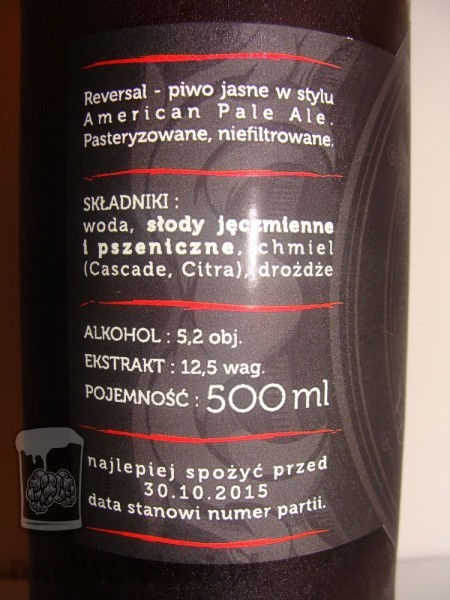 Reversal - piwo jasne w stylu
American Pale Ale.
Pasteryzowane, niefiltrowane.
SKŁADNIKI :
woda, słody jęczmienne
i pszeniczne, chmiel
(Cascade, Citra), drożdże
ALKOHOL : 5,2 obj.
EKSTRAKT : 12,5 wag.
POJEMNOŚĆ : 500 ml
najlepiej spożyć przed
30.10.2015
data stanowi numer partii.